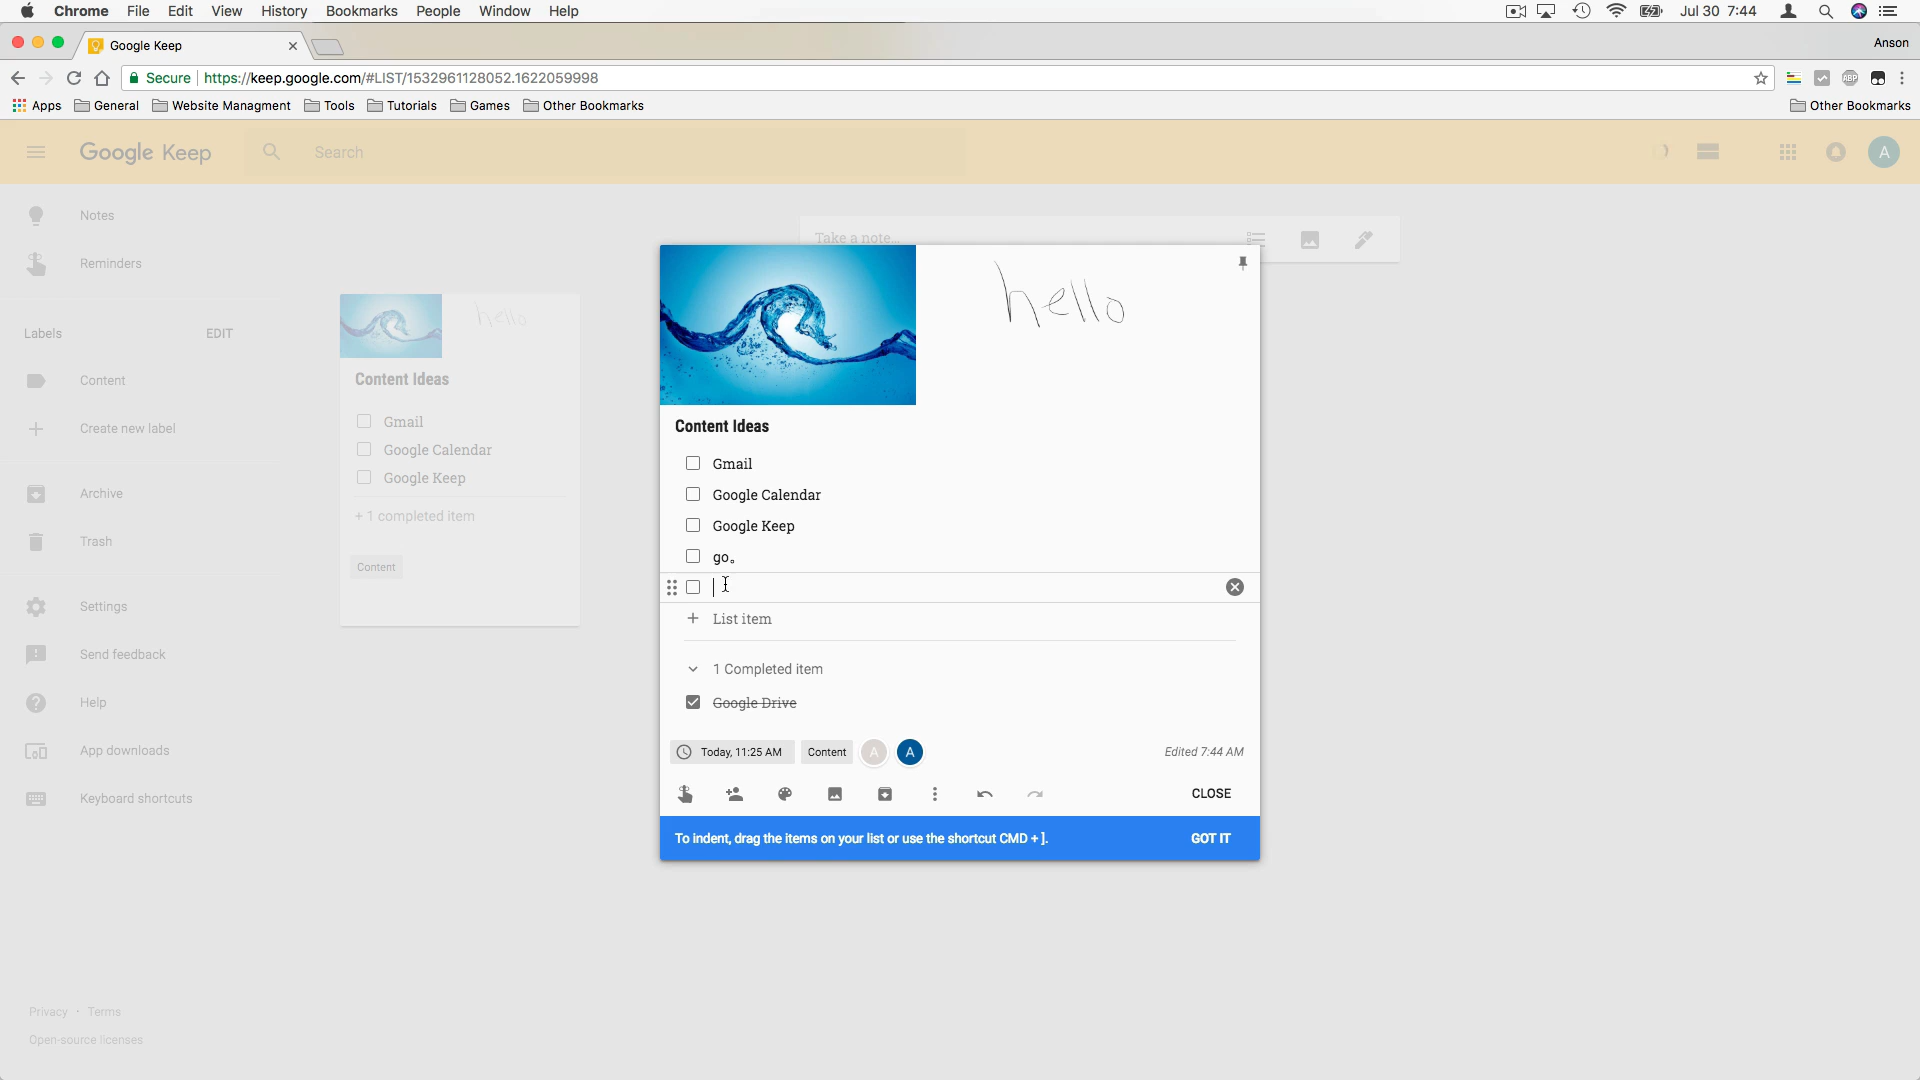 Chrome File Edit View History Bookmarks People Window Help Jul 30 7:44
Google Keep Anson
Secure https://keep.google.com/#LIST/1532961128052.1622059998 ABP
Apps General Website Managment Tools Tutorials Games Other Bookmarks Other Bookmarks
Google Keep Search A
Notes
Reminders
Labels EDIT
Content
Create new label
Archive
Trash
Settings
Send feedback
Help
App downloads
Keyboard shortcuts
Privacy · Terms
Open-source licenses
Take a note...
hello
Content Ideas
Gmail
Google Calendar
Google Keep
+ 1 completed item
Content
hello
Content Ideas
Gmail
Google Calendar
Google Keep
go。
+ List item
1 Completed item
Google Drive
Today, 11:25 AM Content A A Edited 7:44 AM
CLOSE
To indent, drag the items on your list or use the shortcut CMD + ]. GOT IT